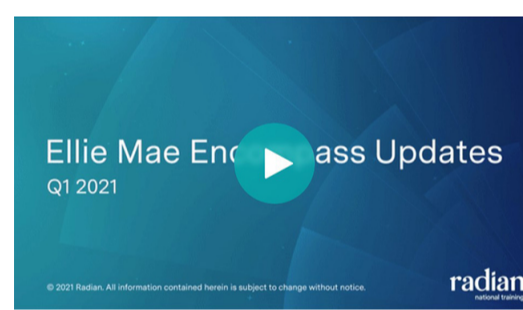 Ellie Mae Encompass Updates
Q1 2021
© 2021 Radian. All information contained herein is subject to change without notice.
radian
national training